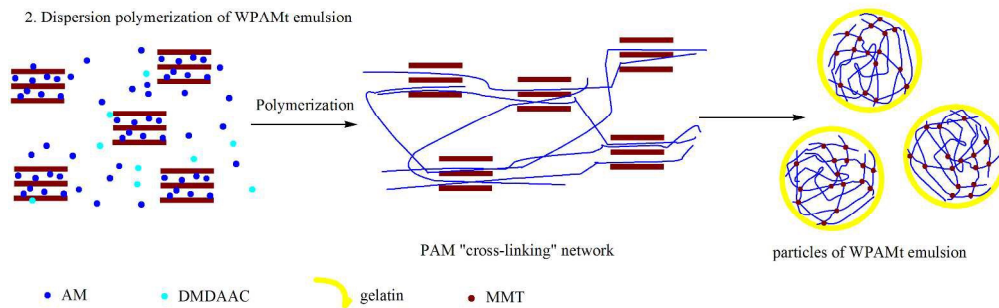 2. Dispersion polymerization of WPAMt emulsion
Polymerization
PAM "cross-linking" network
particles of WPAMt emulsion
AM
DMDAAC
gelatin
MMT